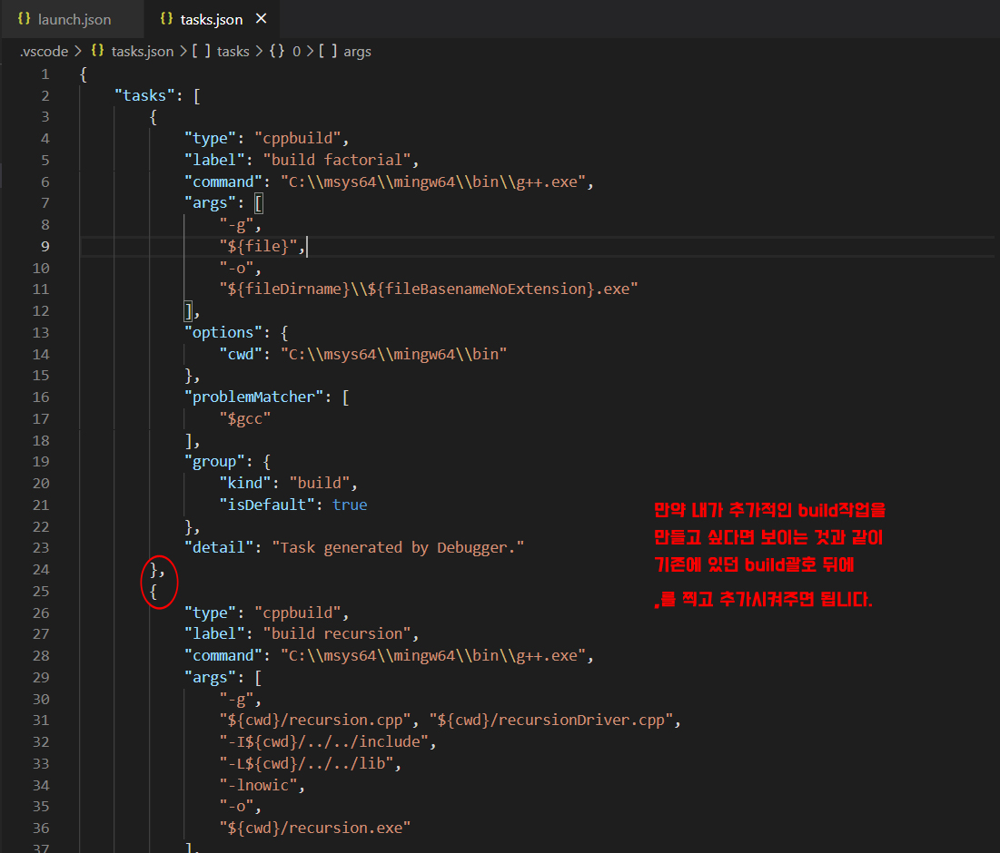 {} launch.json {} tasks.json ×
.vscode > {} tasks.json > [ ] tasks > {} 0 > [ ] args
1 {
2 "tasks": [
3 {
4 "type": "cppbuild",
5 "label": "build factorial",
6 "command": "C:\\msys64\\mingw64\\bin\\g++.exe",
7 "args": [
8 "-g",
9 "${file}",
10 "-o",
11 "${fileDirname}\\${fileBasenameNoExtension}.exe"
12 ],
13 "options": {
14 "cwd": "C:\\msys64\\mingw64\\bin"
15 },
16 "problemMatcher": [
17 "$gcc"
18 ],
19 "group": {
20 "kind": "build",
21 "isDefault": true
22 },
23 "detail": "Task generated by Debugger."
24 },
25 {
26 "type": "cppbuild",
27 "label": "build recursion",
28 "command": "C:\\msys64\\mingw64\\bin\\g++.exe",
29 "args": [
30 "-g",
31 "${cwd}/recursion.cpp", "${cwd}/recursionDriver.cpp",
32 "-I${cwd}/../../include",
33 "-L${cwd}/../../lib",
34 "-lnowic",
35 "-o",
36 "${cwd}/recursion.exe"
37 ],
만약 내가 추가적인 build작업을
만들고 싶다면 보이는 것과 같이
기존에 있던 build괄호 뒤에
,를 찍고 추가시켜주면 됩니다.